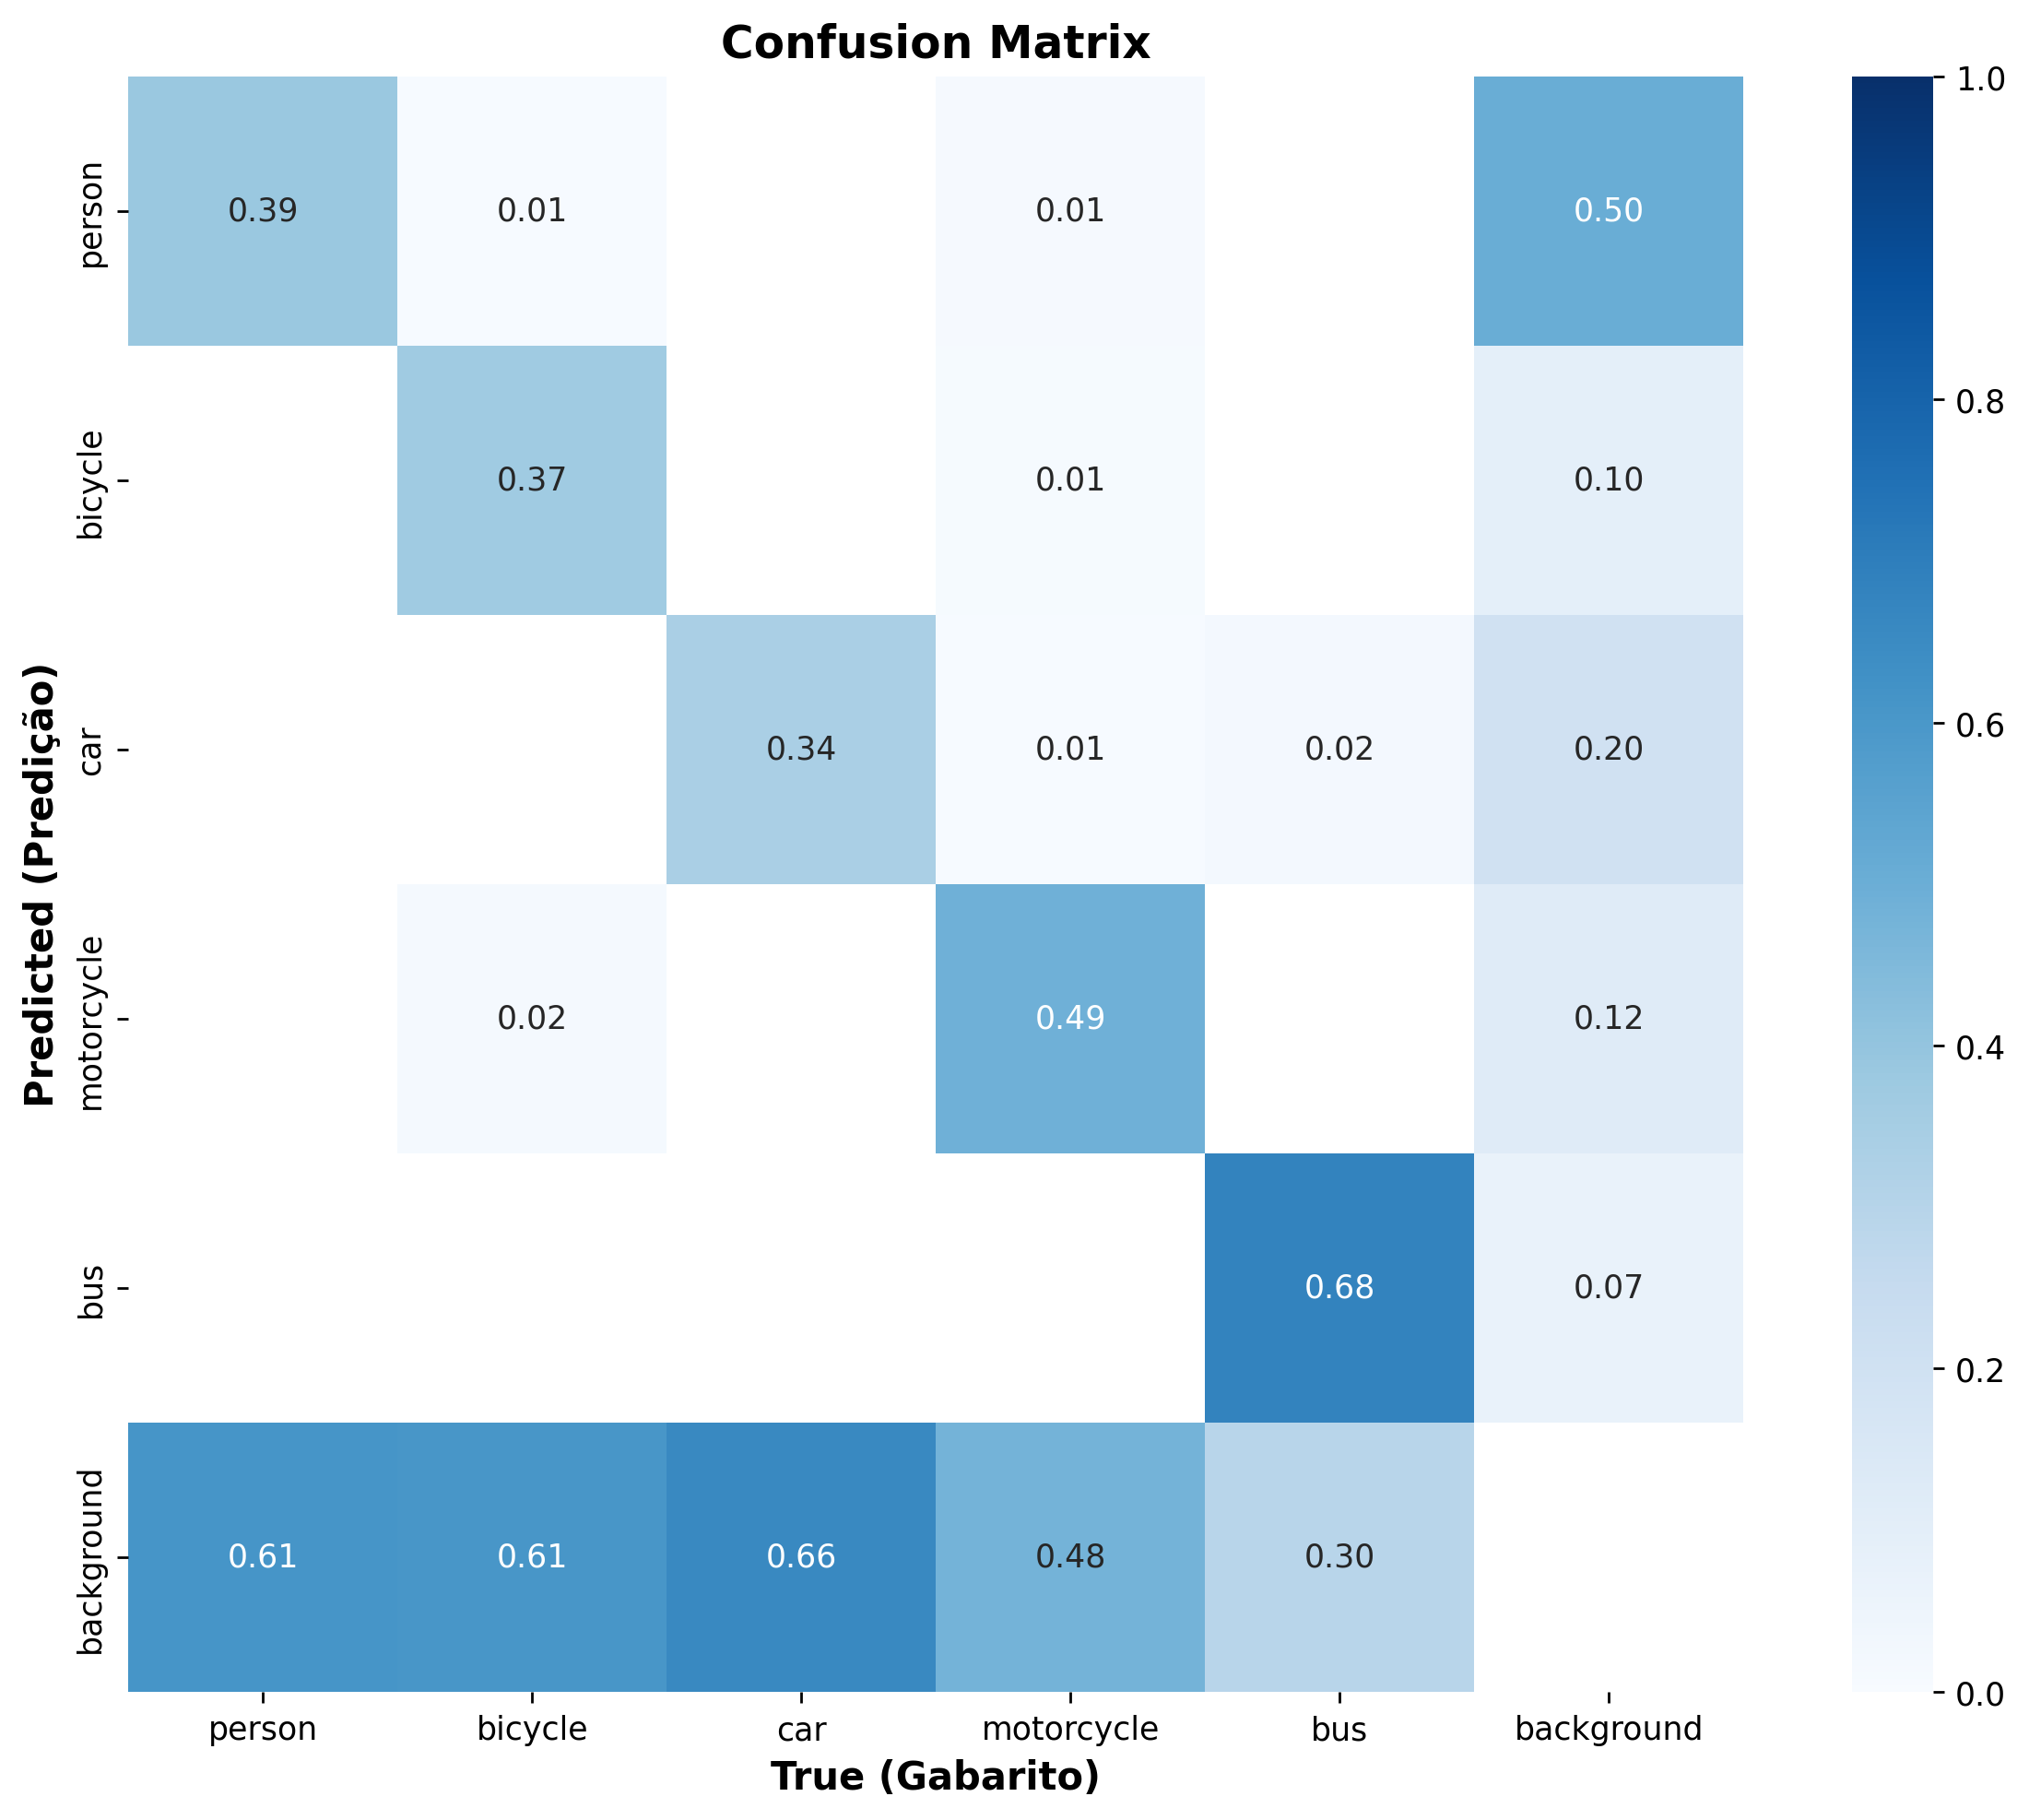 Confusion Matrix
Predicted (Predição)
person
0.39
0.01
0.01
0.50
bicycle
0.37
0.01
0.10
car
0.34
0.01
0.02
0.20
motorcycle
0.02
0.49
0.12
bus
0.68
0.07
background
0.61
0.61
0.66
0.48
0.30
person
bicycle
car
motorcycle
bus
background
True (Gabarito)
1.0
0.8
0.6
0.4
0.2
0.0